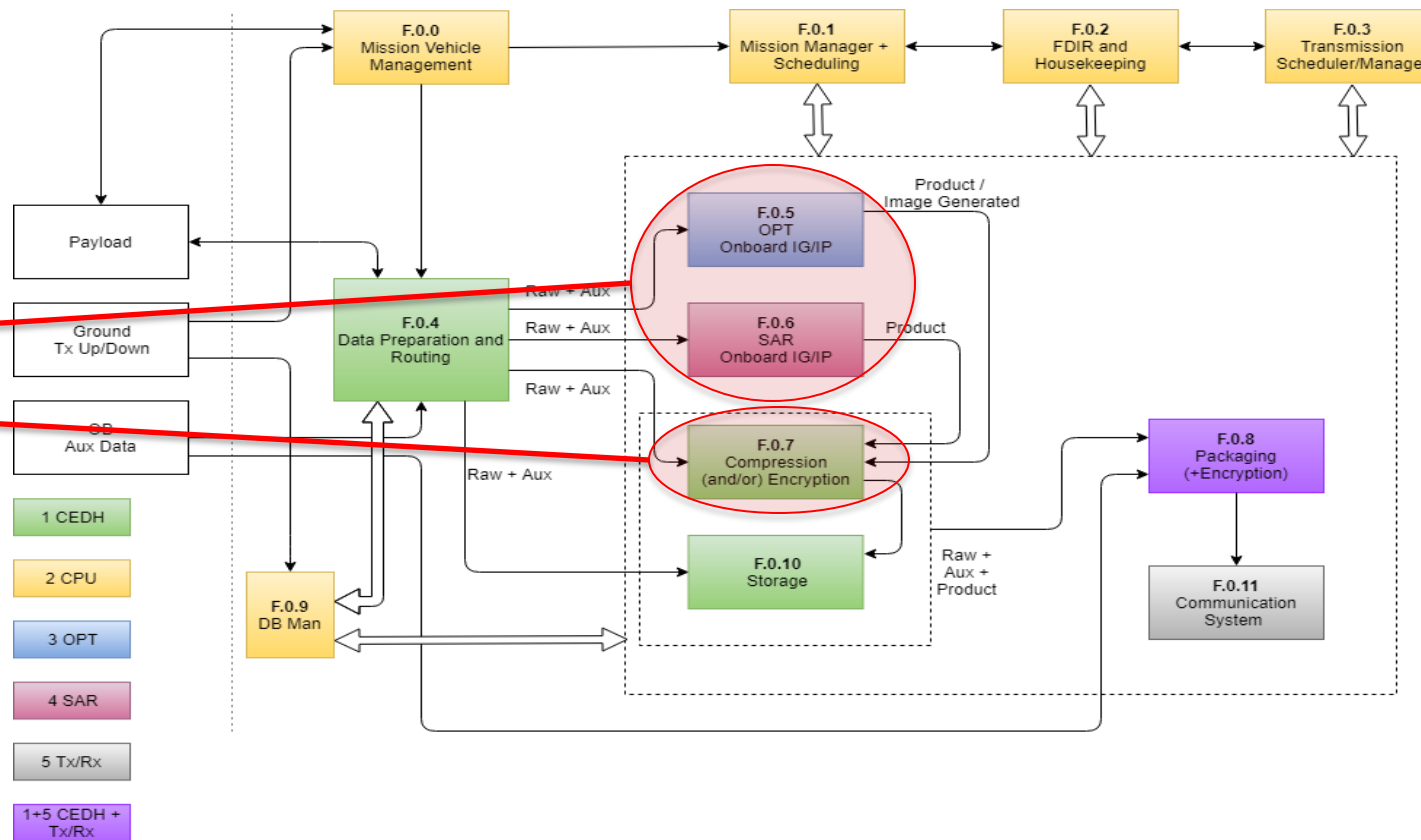 F.0.0
Mission Vehicle
Management
F.0.1
Mission Manager +
Scheduling
F.0.2
FDIR and
Housekeeping
F.0.3
Transmission
Scheduler/Manage
Payload
Ground
Tx Up/Down
OB
Aux Data
F.0.4
Data Preparation and
Routing
Raw + Aux
Raw + Aux
Raw + Aux
Raw + Aux
F.0.5
OPT
Onboard IG/IP
Product /
Image Generated
F.0.6
SAR
Onboard IG/IP
Product
F.0.7
Compression
(and/or) Encryption
F.0.10
Storage
Raw +
Aux +
Product
F.0.8
Packaging
(+Encryption)
F.0.11
Communication
System
F.0.9
DB Man
1 CEDH
2 CPU
3 OPT
4 SAR
5 Tx/Rx
1+5 CEDH +
Tx/Rx